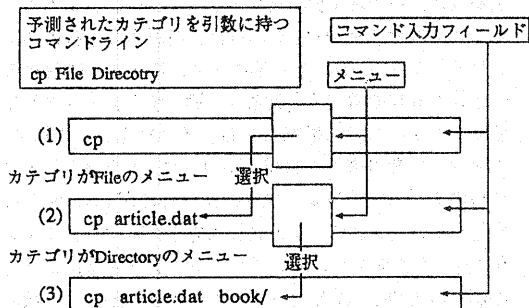 予測されたカテゴリを引数に持つ
コマンドライン
cp File Direcotry
コマンド入力フィールド
メニュー
(1) cp
カテゴリがFileのメニュー 選択
(2) cp article.dat
カテゴリがDirectoryのメニュー 選択
(3) cp article.dat book/